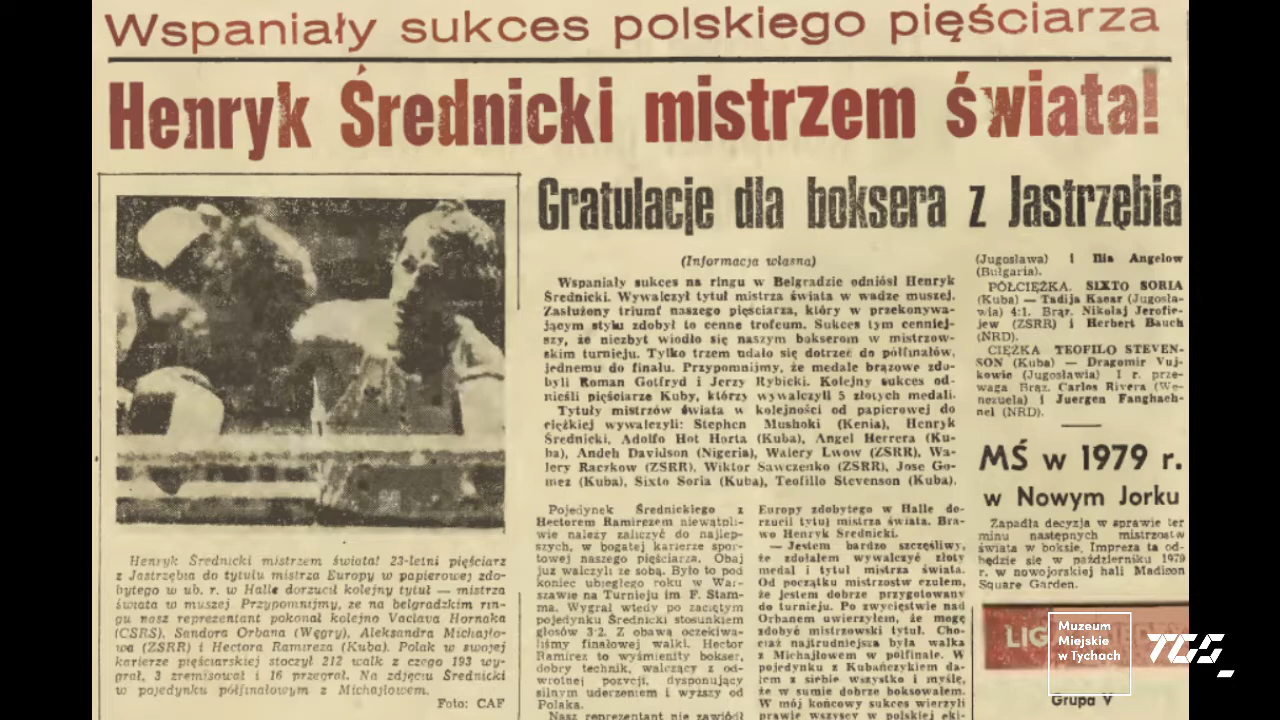 Wspaniały sukces polskiego pięściarza
Henryk Średnicki mistrzem świata!
Gratulacje dla boksera z Jastrzębia
Henryk Średnicki mistrzem świata! 23-letni pięściarz
z Jastrzębia do tytułu mistrza Europy w papierowej zdo-
bytego w ub. r. w Halle dorzucił kolejny tytuł — mistrza
świata w muszej. Przypomnijmy, że na belgradzkim rin-
gu nasz reprezentant pokonał kolejno Vaclava Hornaka
(CSRS), Sandora Orbana (Węgry), Aleksandra Michajło-
wa (ZSRR) i Hectora Ramireza (Kuba). Polak w swojej
karierze pięściarskiej stoczył 212 walk z czego 193 wy-
grał, 3 zremisował i 16 przegrał. Na zdjęciu Średnicki
w pojedynku półfinałowym z Michajłowem.
Foto: CAF
(Informacja własna)
Wspaniały sukces na ringu w Belgradzie odniósł Henryk
Średnicki. Wywalczył tytuł mistrza świata w wadze muszej.
Zasłużony triumf naszego pięściarza, który w przekonywa-
jącym stylu zdobył to cenne trofeum. Sukces tym cenniej-
szy, że niezbyt wiodło się naszym bokserom w mistrzow-
skim turnieju. Tylko trzem udało się dotrzeć do półfinałów,
jednemu do finału. Przypomnijmy, że medale brązowe zdo-
byli Roman Gotfryd i Jerzy Rybicki. Kolejny sukces od-
nieśli pięściarze Kuby, którzy wywalczyli 5 złotych medali.
Tytuły mistrzów świata w kolejności od papierowej do
ciężkiej wywalczyli: Stephen Mushoki (Kenia), Henryk
Średnicki, Adolfo Hot Horta (Kuba), Angel Herrera (Ku-
ba), Andeh Davidson (Nigeria), Walery Lwow (ZSRR), Wa-
lery Raczkow (ZSRR), Wiktor Sawczenko (ZSRR), Jose Go-
mez (Kuba), Sixto Soria (Kuba), Teofillo Stevenson (Kuba).
Pojedynek Średnickiego z
Hectorem Ramirezem niewątpli-
wie należy zaliczyć do najlep-
szych, w bogatej karierze spor-
towej naszego pięściarza. Obaj
już walczyli ze sobą. Było to pod
koniec ubiegłego roku w War-
szawie na Turnieju im F. Stam-
ma. Wygrał wtedy po zaciętym
pojedynku Średnicki stosunkiem
głosów 3:2. Z obawą oczekiwa-
liśmy finałowej walki. Hector
Ramirez to wyśmienity bokser,
dobry technik, walczący z od-
wrotnej pozycji, dysponujący
silnym uderzeniem i wyższy od
Polaka.
Nasz reprezentant nie zawiódł
Europy zdobytego w Halle do-
rzucił tytuł mistrza świata. Bra-
wo Henryk Średnicki.
— Jestem bardzo szczęśliwy,
że zdołałem wywalczyć złoty
medal i tytuł mistrza świata.
Od początku mistrzostw czułem,
że jestem dobrze przygotowany
do turnieju. Po zwycięstwie nad
Orbanem uwierzyłem, że mogę
zdobyć mistrzowski tytuł. Cho-
ciaż najtrudniejsza była walka
z Michajłowem w półfinale. W
pojedynku z Kubańczykiem da-
łem z siebie wszystko i myślę,
że w sumie dobrze boksowałem.
W mój końcowy sukces wierzyli
prawie wszyscy w polskiej eki-
(Jugosława) i Ilia Angelow
(Bułgaria).
PÓŁCIĘŻKA. SIXTO SORIA
(Kuba) — Tadija Kacar (Jugosła-
wia) 4:1. Brąz. Nikolaj Jerofie-
jew (ZSRR) i Herbert Bauch
(NRD).
CIĘŻKA TEOFILO STEVEN-
SON (Kuba) — Dragomir Vuj-
kowie (Jugosławia) 1 r. prze-
waga Brąz. Carlos Rivera (We-
nezuela) i Juergen Fanghaeh-
nel (NRD).
MŚ w 1979 r.
w Nowym Jorku
Zapadła decyzja w sprawie ter
minu następnych mistrzostw
świata w boksie. Impreza ta od-
będzie się w październiku 1979
r. w nowojorskiej hali Madison
Square Garden.
LIG
Muzeum
Miejskie
w Tychach
TCS_
Grupa V